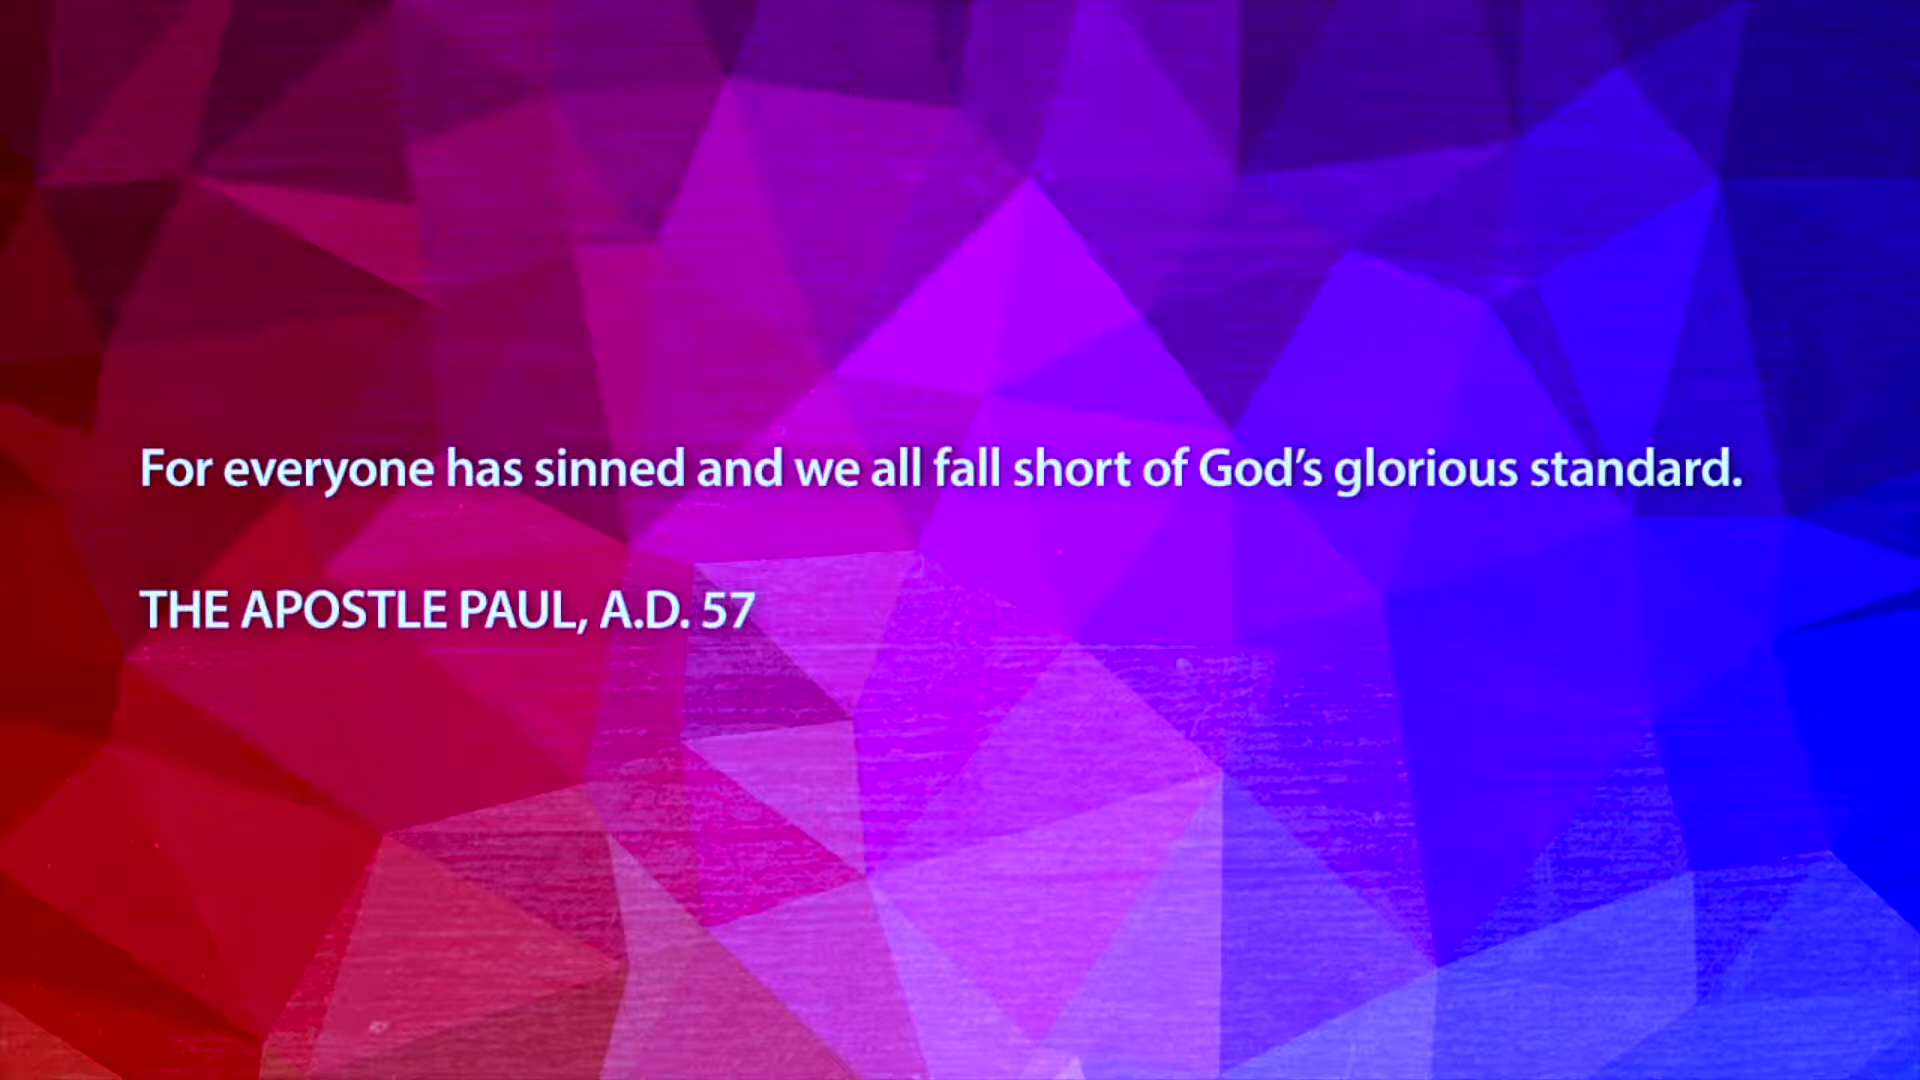 For everyone has sinned and we all fall short of God’s glorious standard.
THE APOSTLE PAUL, A.D. 57